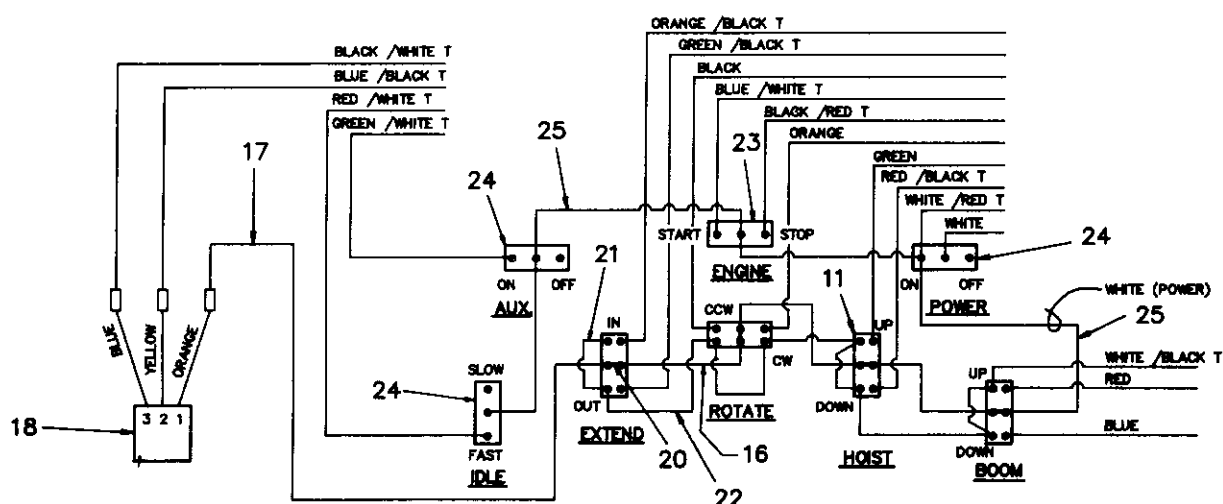 ORANGE /BLACK T
GREEN /BLACK T
BLACK /WHITE T
BLACK
BLUE /BLACK T
BLUE /WHITE T
RED /WHITE T
BLACK /RED T
GREEN /WHITE T
25
23
ORANGE
17
GREEN
24
RED /BLACK T
WHITE /RED T
START
STOP
WHITE
24
21
ENGINE
11
ON
OFF
ON
OFF
AUX.
POWER
WHITE (POWER)
IN
CCW
UP
25
BLUE
YELLOW
ORANGE
CW
WHITE /BLACK T
SLOW
UP
RED
24
OUT
DOWN
3 2 1
ROTATE
18
EXTEND
BLUE
FAST
20
16
HOIST
DOWN
IDLE
BOOM
22